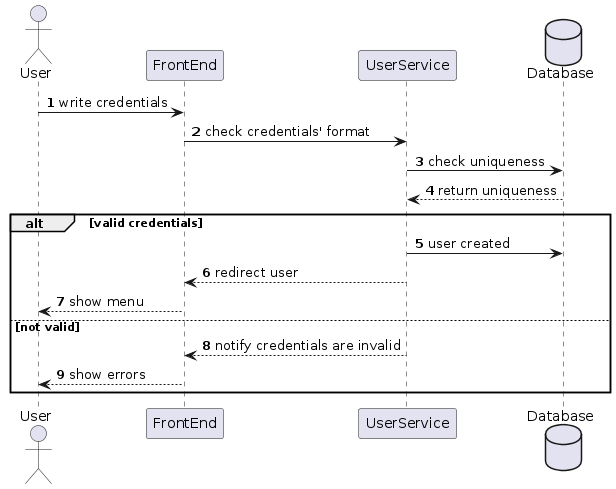 User
FrontEnd
UserService
Database
1 write credentials
2 check credentials' format
3 check uniqueness
4 return uniqueness
alt [valid credentials]
5 user created
6 redirect user
7 show menu
[not valid]
8 notify credentials are invalid
9 show errors
User
FrontEnd
UserService
Database